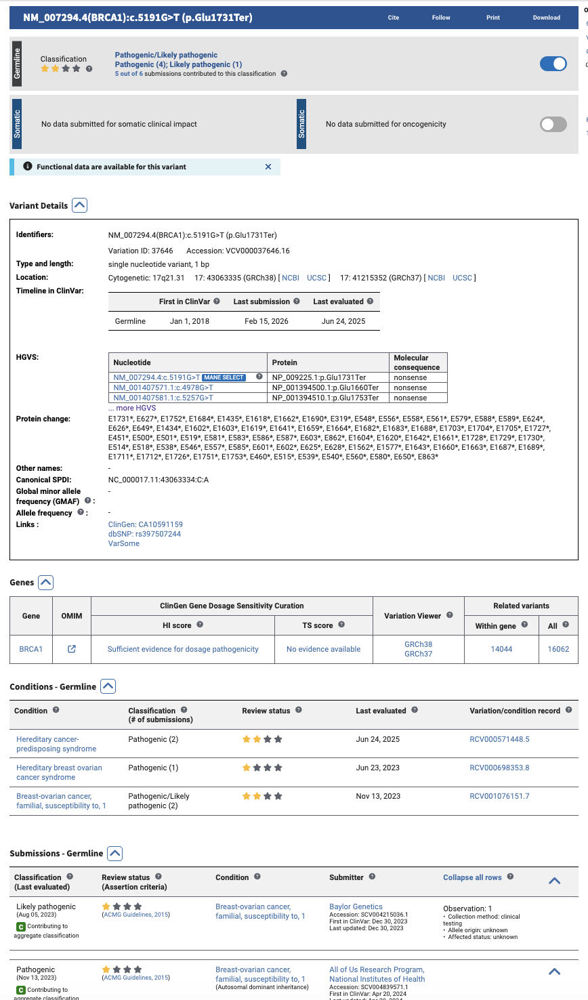 NM_007294.4(BRCA1):c.5191G>T (p.Glu1731Ter)
Cite Follow Print Download
Germline
Classification
Pathogenic/Likely pathogenic
Pathogenic (4); Likely pathogenic (1)
5 out of 6 submissions contributed to this classification
Somatic
No data submitted for somatic clinical impact
Somatic
No data submitted for oncogenicity
Functional data are available for this variant
Variant Details
Identifiers: NM_007294.4(BRCA1):c.5191G>T (p.Glu1731Ter)
Variation ID: 37646 Accession: VCV000037646.16
Type and length: single nucleotide variant, 1 bp
Location: Cytogenetic: 17q21.31 17: 43063335 (GRCh38) [ NCBI UCSC ] 17: 41215352 (GRCh37) [ NCBI UCSC ]
Timeline in ClinVar:
First in ClinVar Last submission Last evaluated
Germline Jan 1, 2018 Feb 15, 2026 Jun 24, 2025
HGVS:
Nucleotide Protein Molecular consequence
NM_007294.4:c.5191G>T MANE SELECT NP_009225.1:p.Glu1731Ter nonsense
NM_001407571.1:c.4978G>T NP_001394500.1:p.Glu1660Ter nonsense
NM_001407581.1:c.5257G>T NP_001394510.1:p.Glu1753Ter nonsense
... more HGVS
Protein change: E1731*, E627*, E1752*, E1684*, E1435*, E1618*, E1662*, E1690*, E319*, E548*, E556*, E558*, E561*, E579*, E588*, E589*, E624*,
E626*, E649*, E1434*, E1602*, E1603*, E1619*, E1641*, E1659*, E1664*, E1682*, E1683*, E1688*, E1703*, E1704*, E1705*, E1727*,
E451*, E500*, E501*, E519*, E581*, E583*, E586*, E587*, E603*, E862*, E1604*, E1620*, E1642*, E1661*, E1728*, E1729*, E1730*,
E514*, E518*, E538*, E546*, E557*, E585*, E601*, E602*, E625*, E628*, E1562*, E1577*, E1643*, E1660*, E1663*, E1687*, E1689*,
E1711*, E1712*, E1726*, E1751*, E1753*, E460*, E515*, E539*, E540*, E560*, E580*, E650*, E863*
Other names: -
Canonical SPDI: NC_000017.11:43063334:C:A
Global minor allele
frequency (GMAF) : -
Allele frequency : -
Links : ClinGen: CA10591159
dbSNP: rs397507244
VarSome
Genes
Gene OMIM ClinGen Gene Dosage Sensitivity Curation Variation Viewer Related variants
HI score TS score Within gene All
BRCA1 Sufficient evidence for dosage pathogenicity No evidence available GRCh38 14044 16062
GRCh37
Conditions - Germline
Condition Classification Review status Last evaluated Variation/condition record
(# of submissions)
Hereditary cancer- Pathogenic (2) Jun 24, 2025 RCV000571448.5
predisposing syndrome
Hereditary breast ovarian Pathogenic (1) Jun 23, 2023 RCV000698353.8
cancer syndrome
Breast-ovarian cancer, Pathogenic/Likely Nov 13, 2023 RCV001076151.7
familial, susceptibility to, 1 pathogenic (2)
Submissions - Germline
Classification Review status Condition Submitter Collapse all rows
(Last evaluated) (Assertion criteria)
Likely pathogenic
(Aug 05, 2023)
C Contributing to
aggregate classification
(ACMG Guidelines, 2015)
Breast-ovarian cancer,
familial, susceptibility to, 1
Baylor Genetics
Accession: SCV004215036.1
First in ClinVar: Dec 30, 2023
Last updated: Dec 30, 2023
Observation: 1
• Collection method: clinical
testing
• Allele origin: unknown
• Affected status: unknown
Pathogenic
(Nov 13, 2023)
C Contributing to
aggregate classification
(ACMG Guidelines, 2015)
Breast-ovarian cancer,
familial, susceptibility to, 1
(Autosomal dominant inheritance)
All of Us Research Program,
National Institutes of Health
Accession: SCV004839571.1
First in ClinVar: Apr 20, 2024